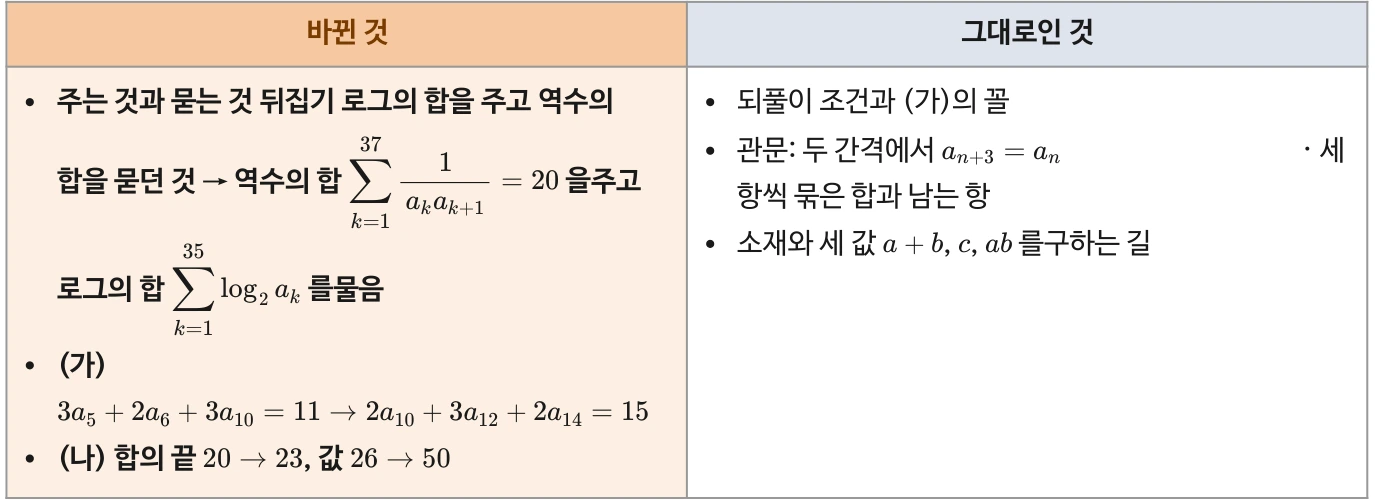 바뀐 것
그대로인 것
• 주는 것과 묻는 것 뒤집기 로그의 합을 주고 역수의
합을 묻던 것 → 역수의 합 \sum_{k=1}^{37} \frac{1}{a_k a_{k+1}} = 20 을주고
로그의 합 \sum_{k=1}^{35} \log_2 a_k 를물음
• (가)
3a_5 + 2a_6 + 3a_{10} = 11 → 2a_{10} + 3a_{12} + 2a_{14} = 15
• (나) 합의 끝 20 → 23, 값 26 → 50
• 되풀이 조건과 (가)의 꼴
• 관문: 두 간격에서 a_{n+3} = a_n · 세
항씩 묶은 합과 남는 항
• 소재와 세 값 a + b, c, ab 를구하는 길